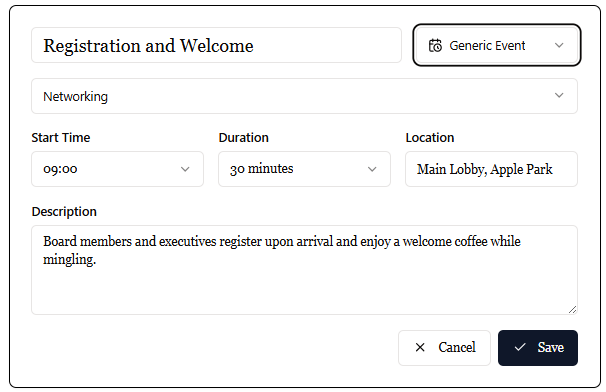 Registration and Welcome
Generic Event
Networking
Start Time
Duration
Location
09:00
30 minutes
Main Lobby, Apple Park
Description
Board members and executives register upon arrival and enjoy a welcome coffee while
mingling.
Cancel
Save